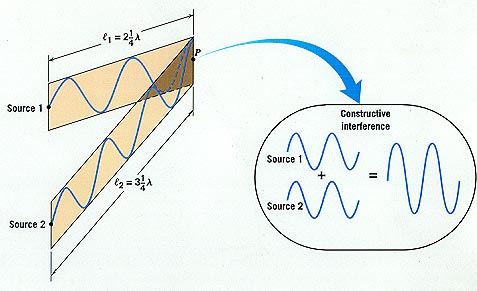 ℓ₁ = 2¼λ
P
Source 1
ℓ₂ = 3¼λ
Source 2
Constructive
interference
Source 1
+
=
Source 2